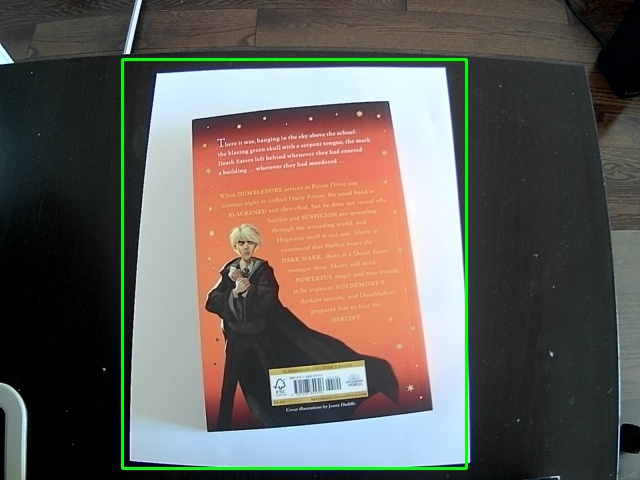 There it was, hanging in the sky above the school:
the blazing green skull with a serpent tongue, the mark
Death Eaters left behind whenever they had entered
a building ... wherever they had murdered ...
When DUMBLEDORE arrives at Privet Drive one
summer night to collect Harry Potter, his wand hand is
BLACKENED and shrivelled, but he does not reveal why.
Secrets and SUSPICION are spreading
through the wizarding world, and
Hogwarts itself is not safe. Harry is
convinced that Malfoy bears the
DARK MARK: there is a Death Eater
amongst them. Harry will need
POWERFUL magic and true friends
as he explores VOLDEMORT'S
darkest secrets, and Dumbledore
prepares him to face his
DESTINY
BLOOMSBURY CHILDREN'S BOOKS
FSC
Cover illustrations by Jonny Duddle